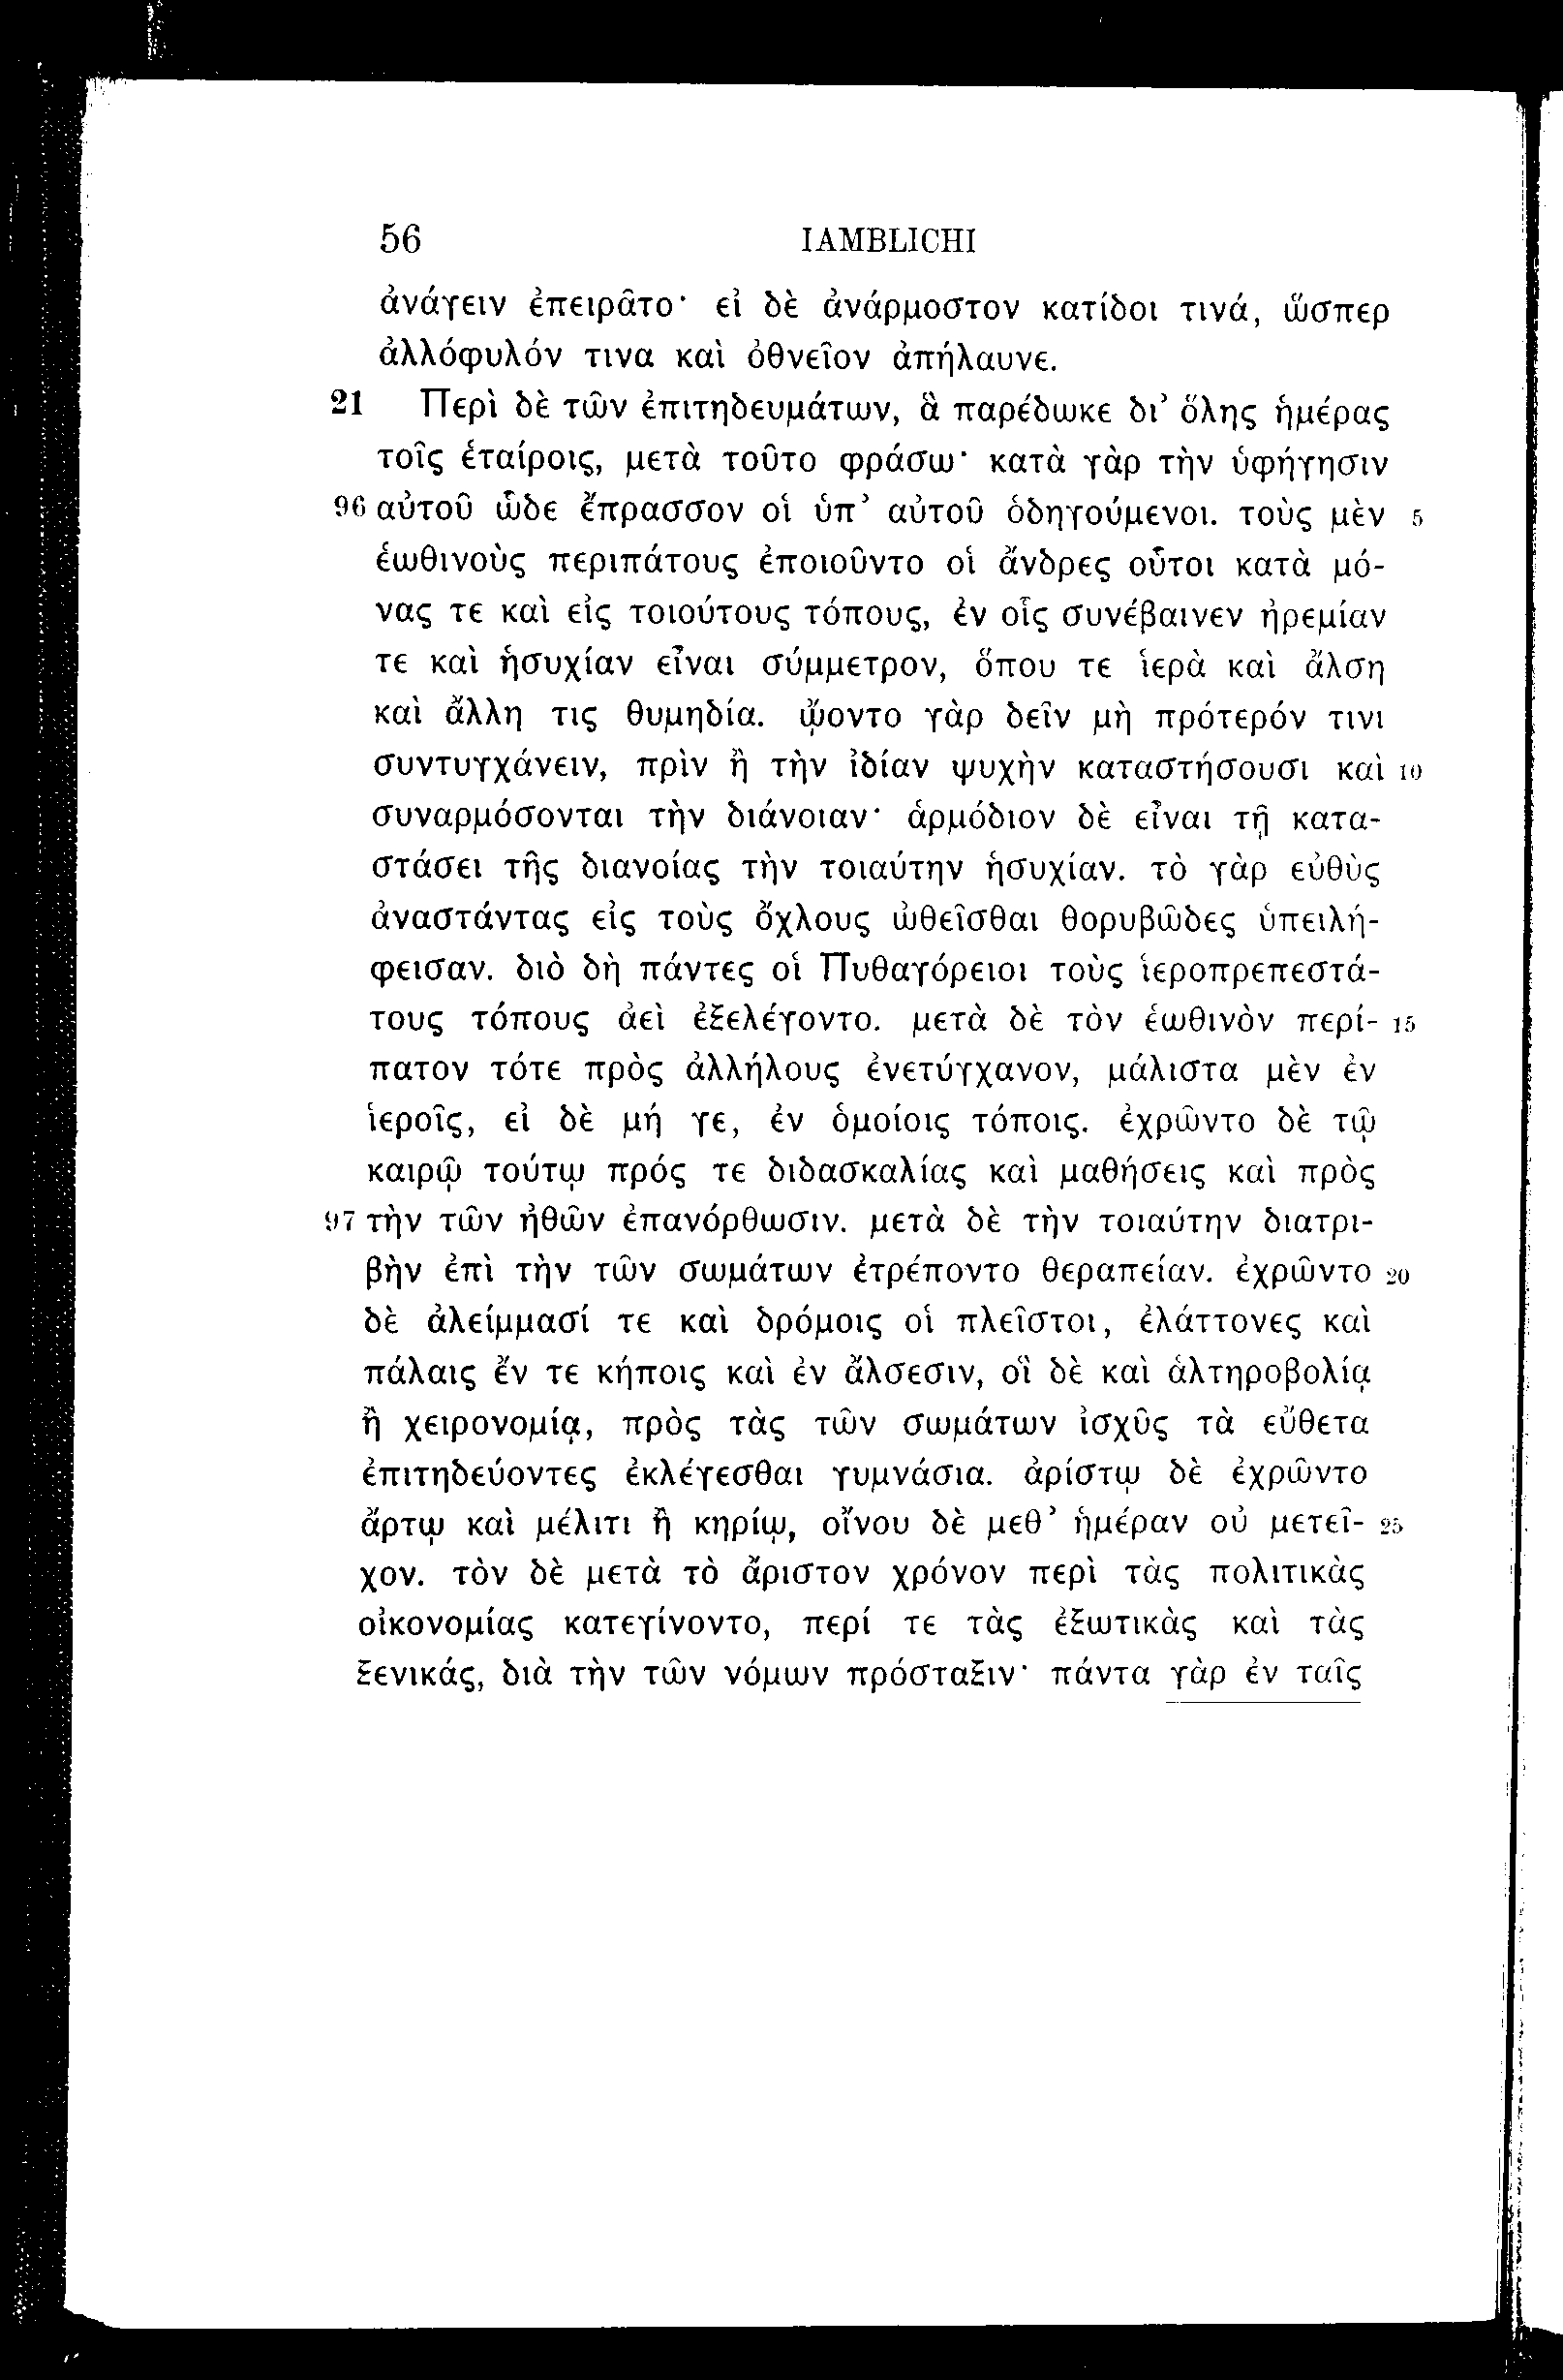 56 IAMBLICHI
ἀνάγειν ἐπειρᾶτο· εἰ δὲ ἀνάρμοστον κατίδοι τινά, ὥσπερ
ἀλλόφυλόν τινα καὶ ὀθνεῖον ἀπήλαυνε.
21 Περὶ δὲ τῶν ἐπιτηδευμάτων, ἃ παρέδωκε δι’ ὅλης ἡμέρας
τοῖς ἑταίροις, μετὰ τοῦτο φράσω· κατὰ γὰρ τὴν ὑφήγησιν
96 αὐτοῦ ὧδε ἔπρασσον οἱ ὑπ’ αὐτοῦ ὁδηγούμενοι. τοὺς μὲν 5
ἑωθινοὺς περιπάτους ἐποιοῦντο οἱ ἄνδρες οὗτοι κατὰ μό-
νας τε καὶ εἰς τοιούτους τόπους, ἐν οἷς συνέβαινεν ἠρεμίαν
τε καὶ ἡσυχίαν εἶναι σύμμετρον, ὅπου τε ἱερὰ καὶ ἄλση
καὶ ἄλλη τις θυμηδία. ᾤοντο γὰρ δεῖν μὴ πρότερόν τινι
συντυγχάνειν, πρὶν ἢ τὴν ἰδίαν ψυχὴν καταστήσουσι καὶ 10
συναρμόσονται τὴν διάνοιαν· ἁρμόδιον δὲ εἶναι τῇ κατα-
στάσει τῆς διανοίας τὴν τοιαύτην ἡσυχίαν. τὸ γὰρ εὐθὺς
ἀναστάντας εἰς τοὺς ὄχλους ὠθεῖσθαι θορυβῶδες ὑπειλή-
φεισαν. διὸ δὴ πάντες οἱ Πυθαγόρειοι τοὺς ἱεροπρεπεστά-
τους τόπους ἀεὶ ἐξελέγοντο. μετὰ δὲ τὸν ἑωθινὸν περί- 15
πατον τότε πρὸς ἀλλήλους ἐνετύγχανον, μάλιστα μὲν ἐν
ἱεροῖς, εἰ δὲ μή γε, ἐν ὁμοίοις τόποις. ἐχρῶντο δὲ τῷ
καιρῷ τούτῳ πρός τε διδασκαλίας καὶ μαθήσεις καὶ πρὸς
97 τὴν τῶν ἠθῶν ἐπανόρθωσιν. μετὰ δὲ τὴν τοιαύτην διατρι-
βὴν ἐπὶ τὴν τῶν σωμάτων ἐτρέποντο θεραπείαν. ἐχρῶντο 20
δὲ ἀλείμμασί τε καὶ δρόμοις οἱ πλεῖστοι, ἐλάττονες καὶ
πάλαις ἔν τε κήποις καὶ ἐν ἄλσεσιν, οἳ δὲ καὶ ἁλτηροβολίᾳ
ἢ χειρονομίᾳ, πρὸς τὰς τῶν σωμάτων ἰσχῦς τὰ εὔθετα
ἐπιτηδεύοντες ἐκλέγεσθαι γυμνάσια. ἀρίστῳ δὲ ἐχρῶντο
ἄρτῳ καὶ μέλιτι ἢ κηρίῳ, οἴνου δὲ μεθ’ ἡμέραν οὐ μετεῖ- 25
χον. τὸν δὲ μετὰ τὸ ἄριστον χρόνον περὶ τὰς πολιτικὰς
οἰκονομίας κατεγίνοντο, περί τε τὰς ἐξωτικὰς καὶ τὰς
ξενικάς, διὰ τὴν τῶν νόμων πρόσταξιν· πάντα γὰρ ἐν ταῖς